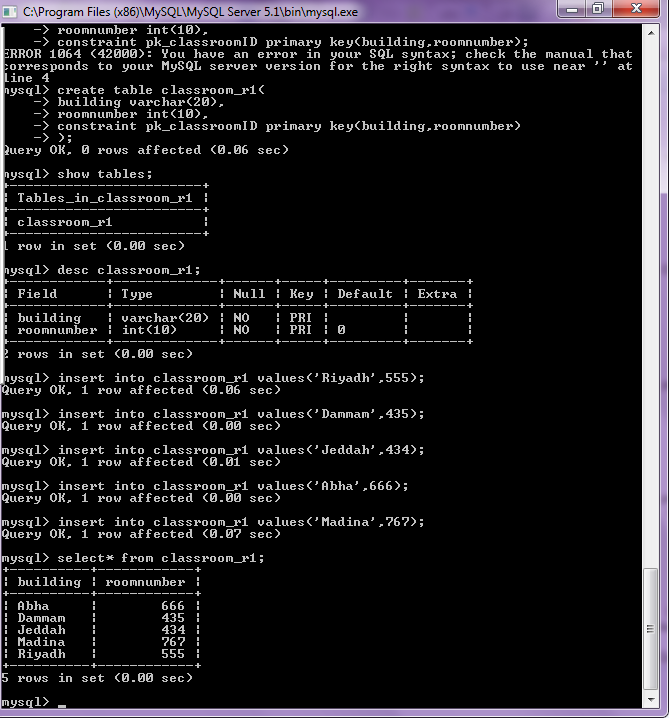 C:\Program Files (x86)\MySQL\MySQL Server 5.1\bin\mysql.exe
-> roomnumber int(10),
-> constraint pk_classroomID primary key(building,roomnumber);
ERROR 1064 (42000): You have an error in your SQL syntax; check the manual that
corresponds to your MySQL server version for the right syntax to use near '' at
line 4
mysql> create table classroom_r1(
-> building varchar(20),
-> roomnumber int(10),
-> constraint pk_classroomID primary key(building,roomnumber)
-> );
Query OK, 0 rows affected (0.06 sec)
mysql> show tables;
+------------------------+
| Tables_in_classroom_r1 |
+------------------------+
| classroom_r1           |
+------------------------+
1 row in set (0.00 sec)
mysql> desc classroom_r1;
+------------+-------------+------+-----+---------+-------+
| Field      | Type        | Null | Key | Default | Extra |
+------------+-------------+------+-----+---------+-------+
| building   | varchar(20) | NO   | PRI |         |       |
| roomnumber | int(10)     | NO   | PRI | 0       |       |
+------------+-------------+------+-----+---------+-------+
2 rows in set (0.00 sec)
mysql> insert into classroom_r1 values('Riyadh',555);
Query OK, 1 row affected (0.06 sec)
mysql> insert into classroom_r1 values('Dammam',435);
Query OK, 1 row affected (0.00 sec)
mysql> insert into classroom_r1 values('Jeddah',434);
Query OK, 1 row affected (0.01 sec)
mysql> insert into classroom_r1 values('Abha',666);
Query OK, 1 row affected (0.00 sec)
mysql> insert into classroom_r1 values('Madina',767);
Query OK, 1 row affected (0.07 sec)
mysql> select* from classroom_r1;
+----------+------------+
| building | roomnumber |
+----------+------------+
| Abha     |        666 |
| Dammam   |        435 |
| Jeddah   |        434 |
| Madina   |        767 |
| Riyadh   |        555 |
+----------+------------+
5 rows in set (0.00 sec)
mysql> _